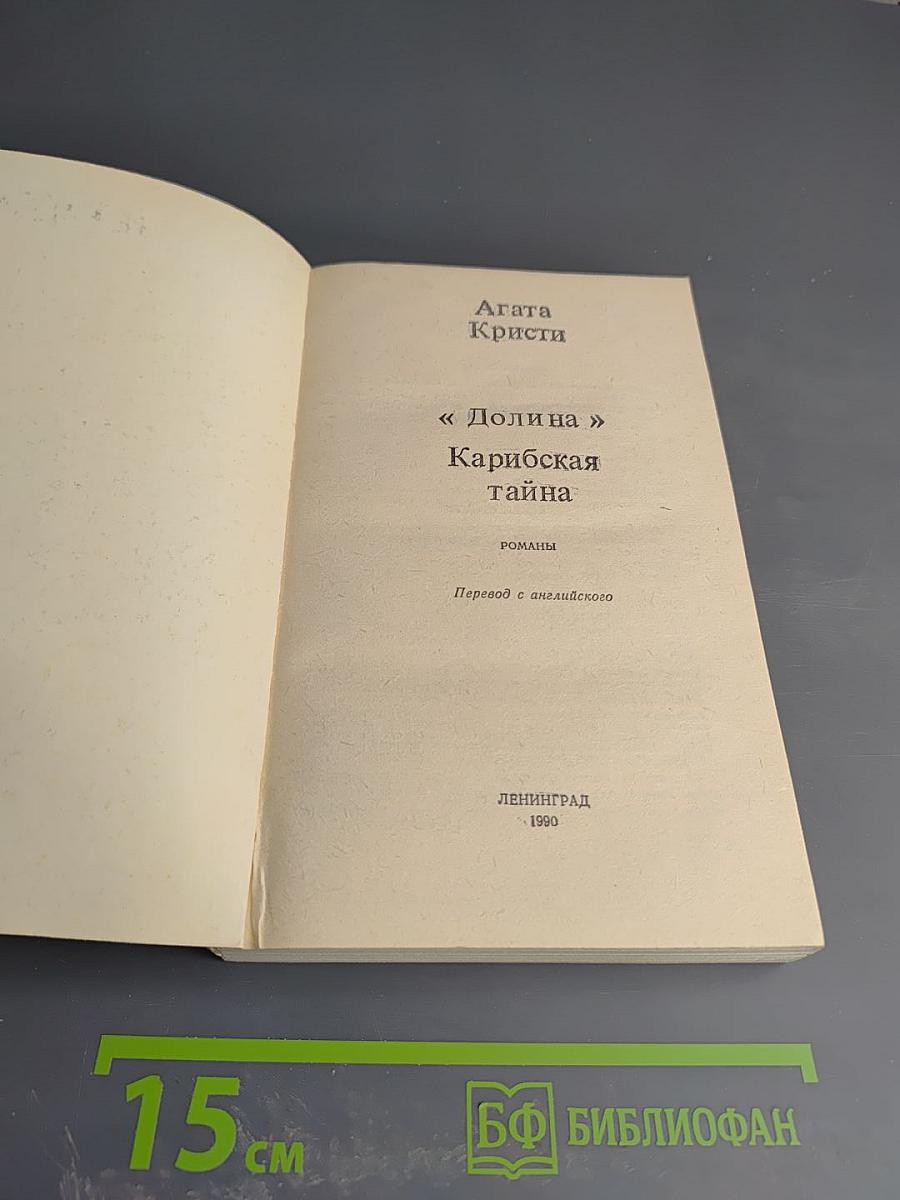 Агата
Кристи
« Долина »
Карибская
тайна
РОМАНЫ
Перевод с английского
ЛЕНИНГРАД
1990
15 см
БФ БИБЛИОФАН